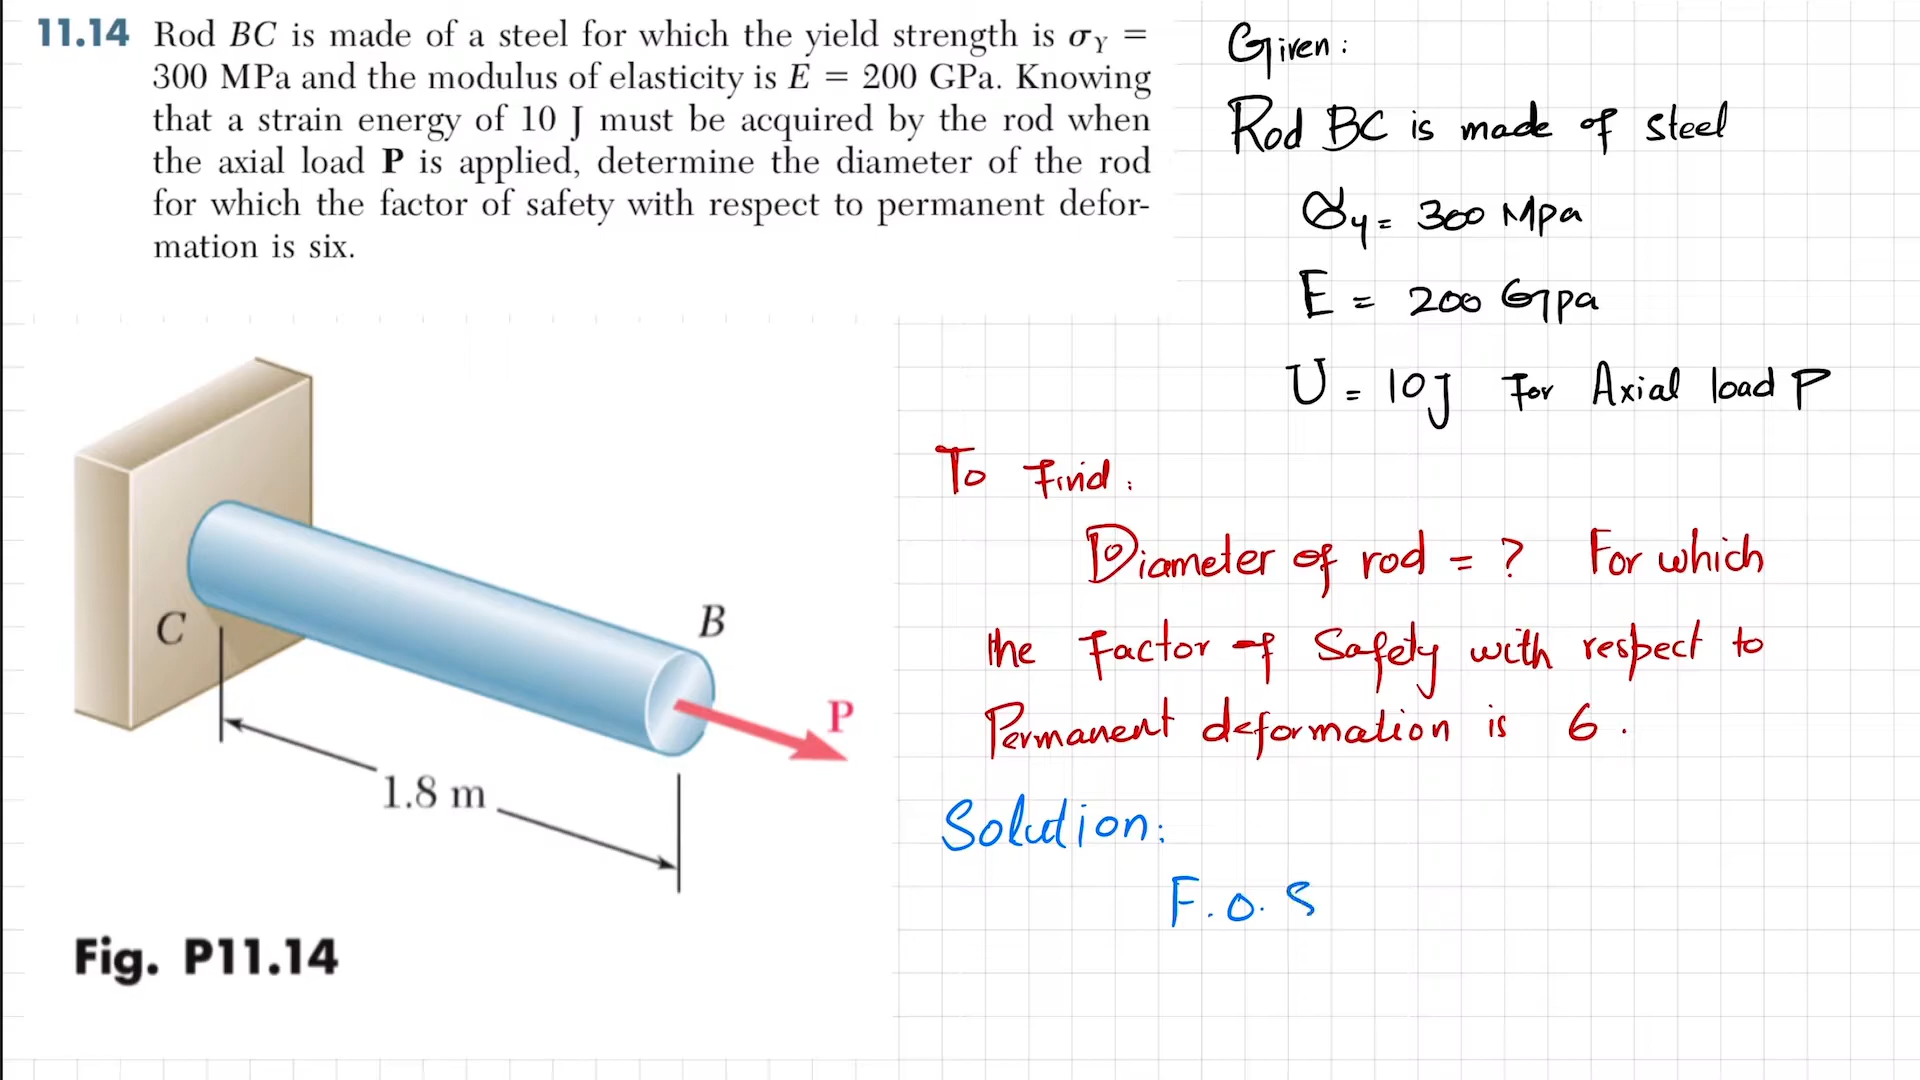 11.14 Rod BC is made of a steel for which the yield strength is σY =
300 MPa and the modulus of elasticity is E = 200 GPa. Knowing
that a strain energy of 10 J must be acquired by the rod when
the axial load P is applied, determine the diameter of the rod
for which the factor of safety with respect to permanent defor-
mation is six.
C
B
P
1.8 m
Fig. P11.14
Given:
Rod BC is made of steel
σy = 300 Mpa
E = 200 Gpa
U = 10J For Axial load P
To Find:
Diameter of rod = ? For which
the Factor of Safety with respect to
Permanent deformation is 6.
Solution:
F.O.S